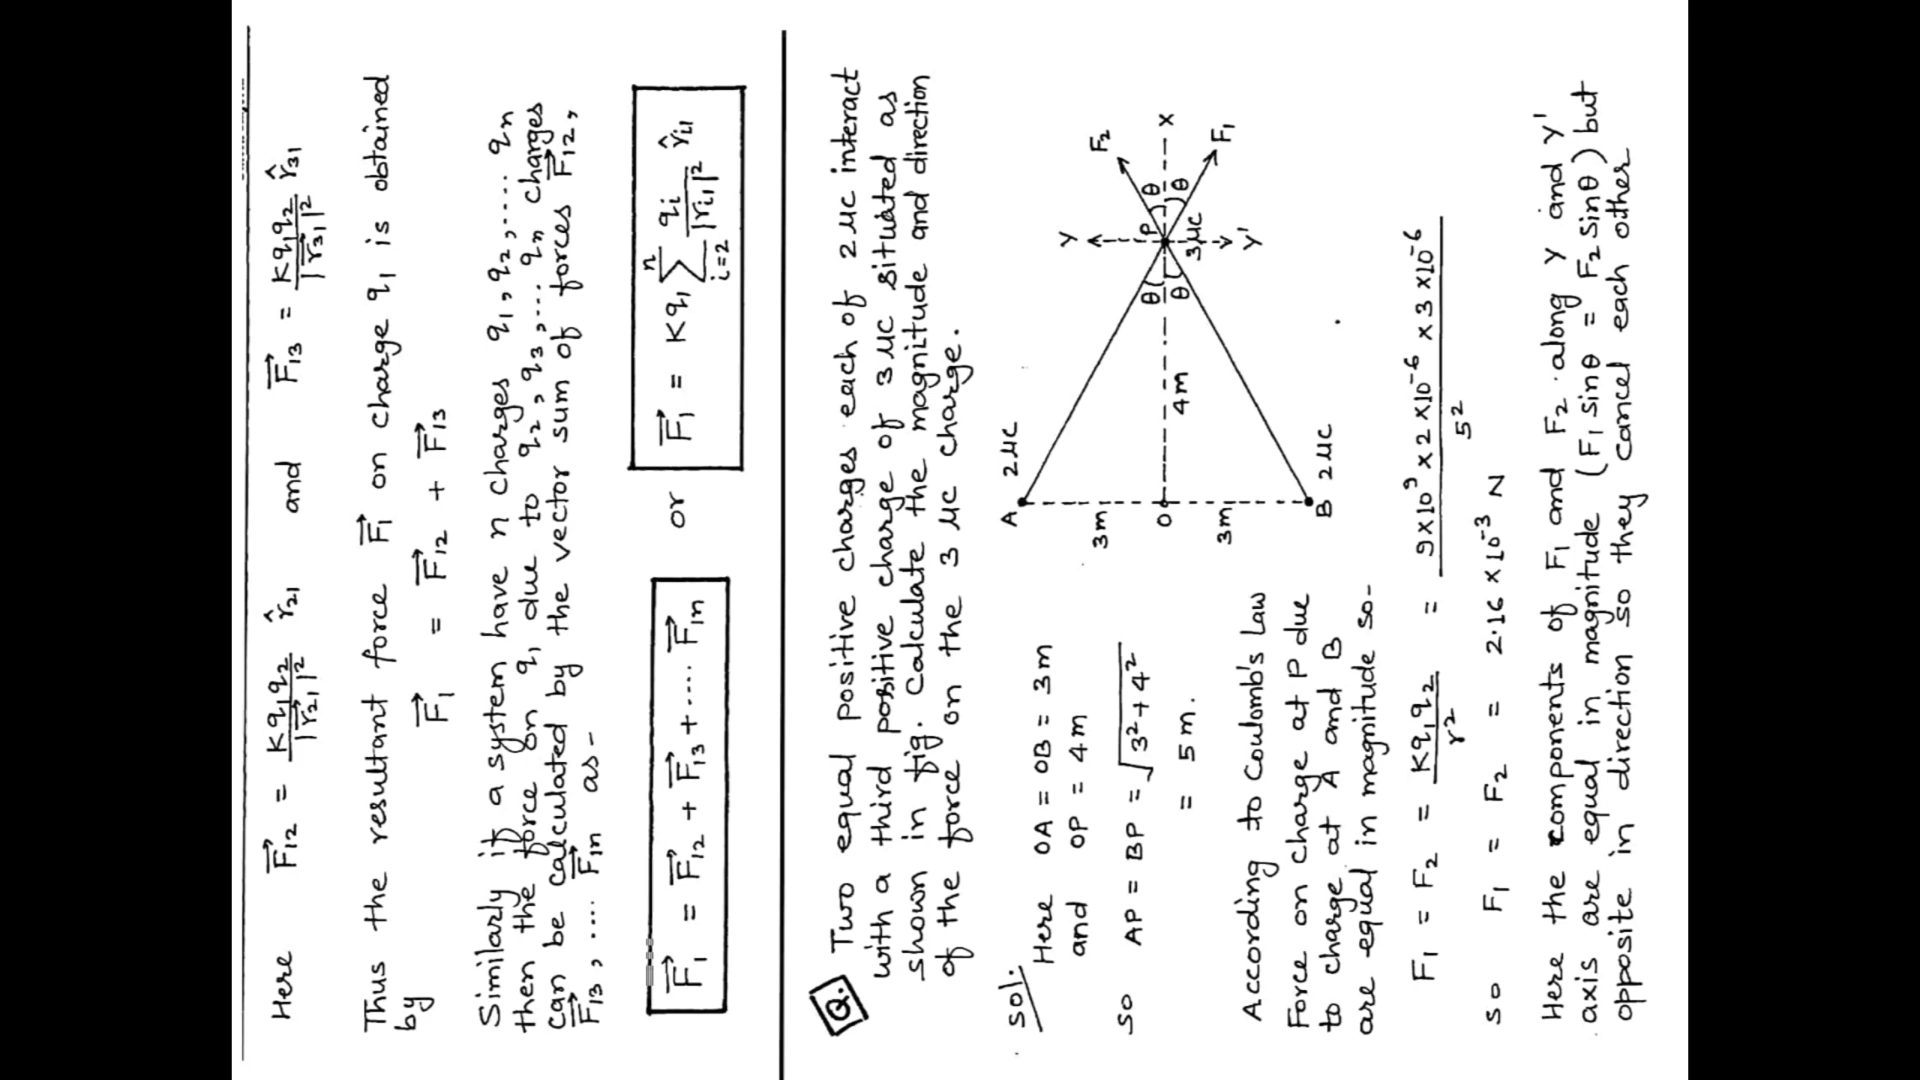 Here F⃗12 = Kq1q2/|r⃗21|² r̂21 and F⃗13 = Kq1q2/|r⃗31|² r̂31
Thus the resultant force F⃗1 on charge q1 is obtained
by
F⃗1 = F⃗12 + F⃗13
Similarly if a system have n charges q1, q2, .... qn
then the force on q1 due to q2, q3, .... qn charges
can be calculated by the vector sum of forces F⃗12,
F⃗13, .... F⃗1n as-
F⃗1 = F⃗12 + F⃗13 + .... F⃗1n or F⃗1 = Kq1 ∑ⁿᵢ₌₂ qi/|r⃗i1|² r̂i1
Q. Two equal positive charges each of 2 μc interact
with a third positive charge of 3 μc situated as
shown in fig. Calculate the magnitude and direction
of the force on the 3 μc charge.
Sol.
Here OA = OB = 3m
and OP = 4m
So AP = BP = √3²+4²
= 5m.
According to Coulomb's Law
Force on charge at P due
to charge at A and B
are equal in magnitude so-
A 2μc
3m
O 4m
3m
B 2μc
θ
θ
Y
P
3μc
Y'
θ
θ
F2
X
F1
F1 = F2 = Kq1q2/r² = 9×10⁹×2×10⁻⁶×3×10⁻⁶/5²
so F1 = F2 = 2.16×10⁻³ N
Here the components of F1 and F2 along y and y'
axis are equal in magnitude (F1 sinθ = F2 sinθ) but
opposite in direction so they cancel each other